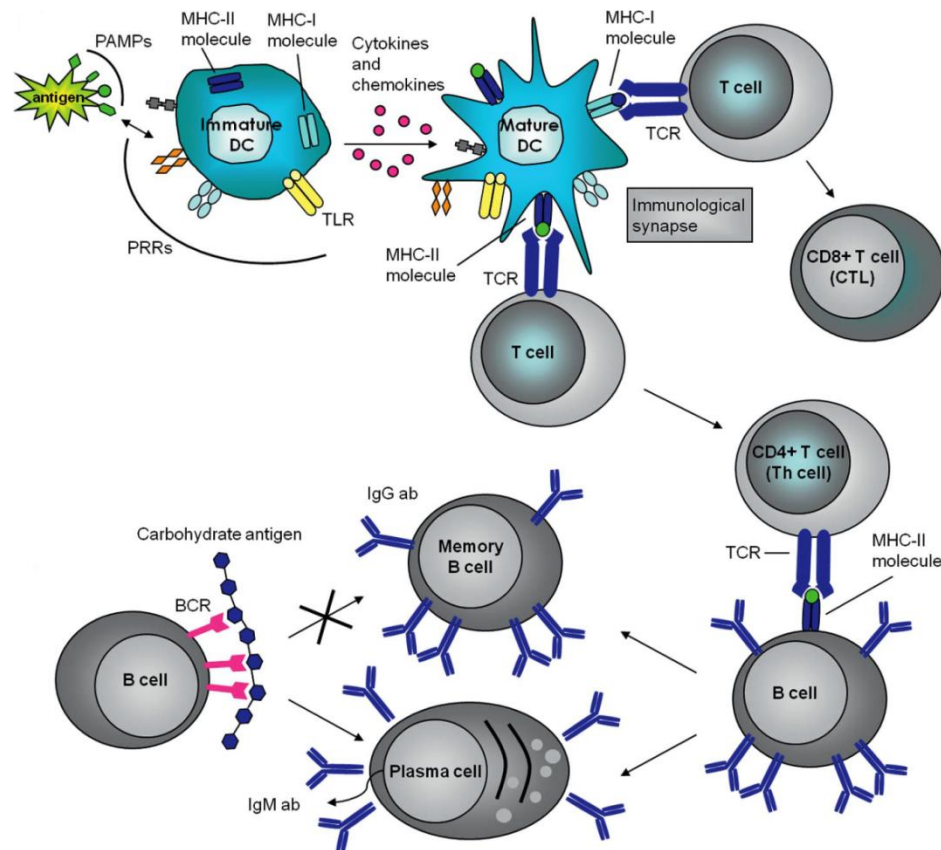 PAMPs
MHC-II
molecule
MHC-I
molecule
Cytokines
and
chemokines
MHC-I
molecule
antigen
Immature
DC
Mature
DC
T cell
TCR
TLR
PRRs
MHC-II
molecule
TCR
Immunological
synapse
CD8+ T cell
(CTL)
T cell
CD4+ T cell
(Th cell)
IgG ab
Carbohydrate antigen
Memory
B cell
TCR
MHC-II
molecule
BCR
B cell
B cell
Plasma cell
IgM ab